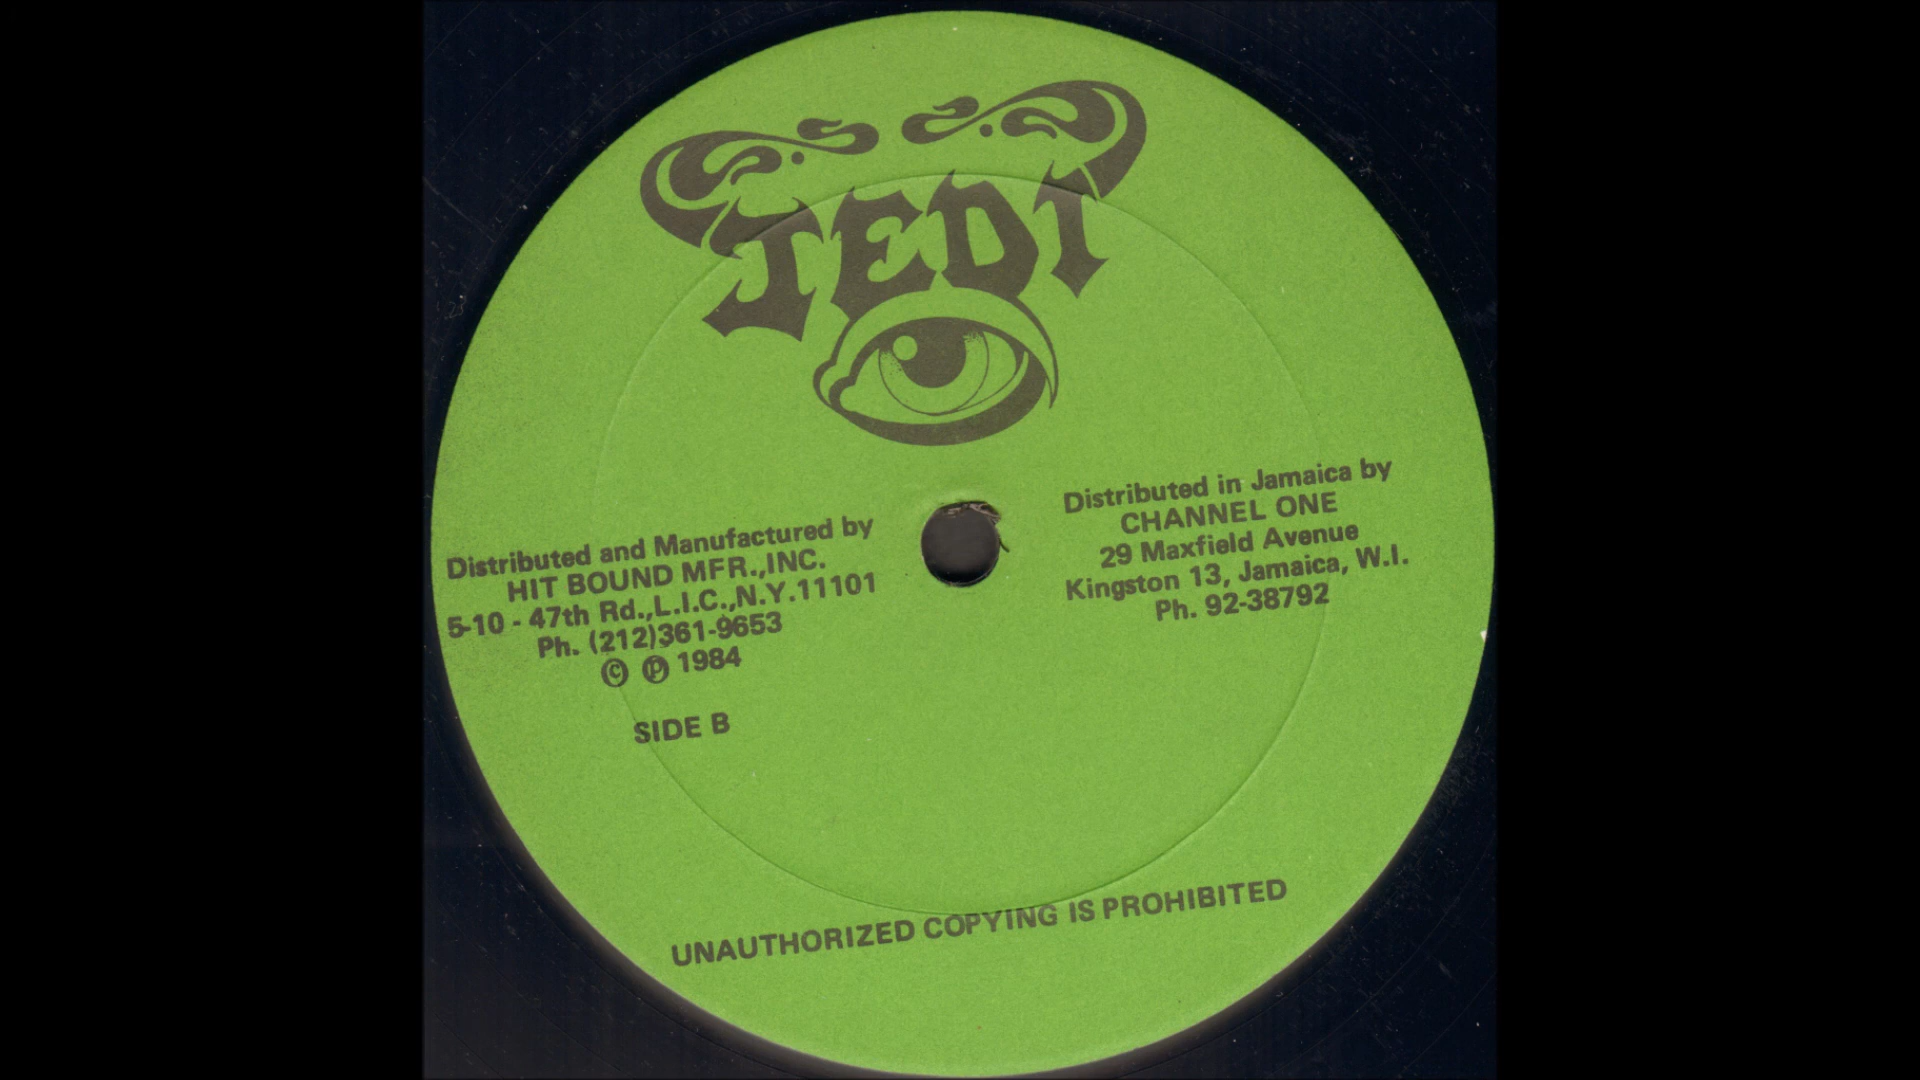 JEDI
Distributed and Manufactured by
HIT BOUND MFR.,INC.
5-10 - 47th Rd.,L.I.C.,N.Y.11101
Ph. (212)361-9653
© ℗ 1984
SIDE B
Distributed in Jamaica by
CHANNEL ONE
29 Maxfield Avenue
Kingston 13, Jamaica, W.I.
Ph. 92-38792
UNAUTHORIZED COPYING IS PROHIBITED